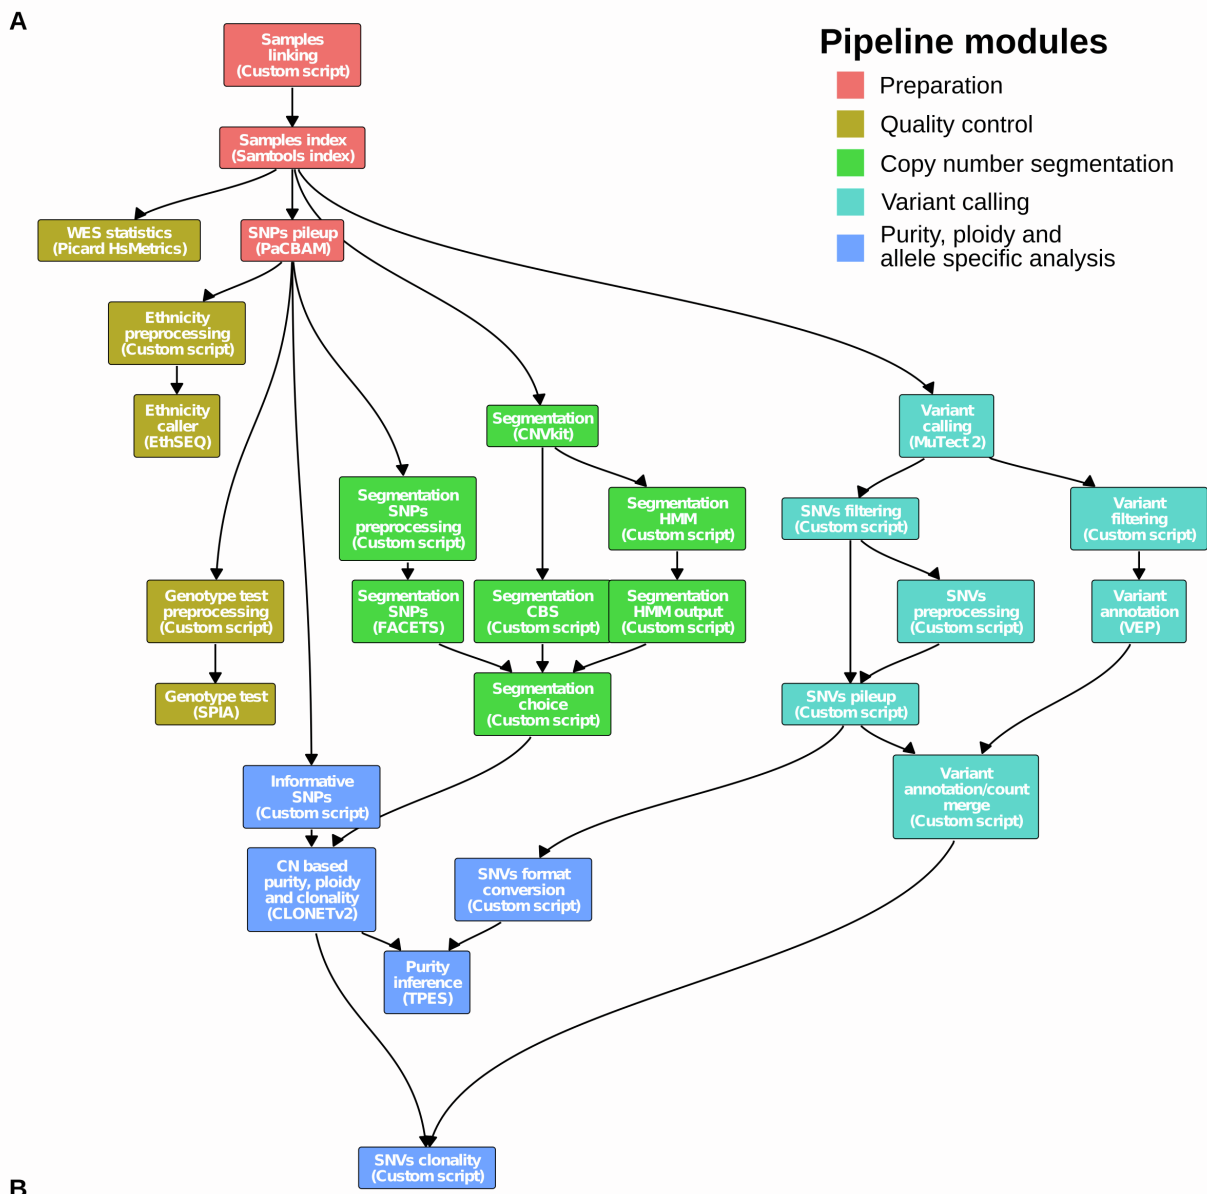 A
Pipeline modules
Preparation
Quality control
Copy number segmentation
Variant calling
Purity, ploidy and
allele specific analysis
Samples
linking
(Custom script)
Samples index
(Samtools index)
WES statistics
(Picard HsMetrics)
SNPs pileup
(PaCBAM)
Ethnicity
preprocessing
(Custom script)
Ethnicity
caller
(EthSEQ)
Segmentation
(CNVkit)
Variant
calling
(MuTect 2)
Segmentation
SNPs
preprocessing
(Custom script)
Segmentation
HMM
(Custom script)
SNVs filtering
(Custom script)
Variant
filtering
(Custom script)
Genotype test
preprocessing
(Custom script)
Segmentation
SNPs
(FACETS)
Segmentation
CBS
(Custom script)
Segmentation
HMM output
(Custom script)
SNVs
preprocessing
(Custom script)
Variant
annotation
(VEP)
Genotype test
(SPIA)
Segmentation
choice
(Custom script)
SNVs pileup
(Custom script)
Informative
SNPs
(Custom script)
Variant
annotation/count
merge
(Custom script)
CN based
purity, ploidy
and clonality
(CLONETv2)
SNVs format
conversion
(Custom script)
Purity
inference
(TPES)
SNVs clonality
(Custom script)
B